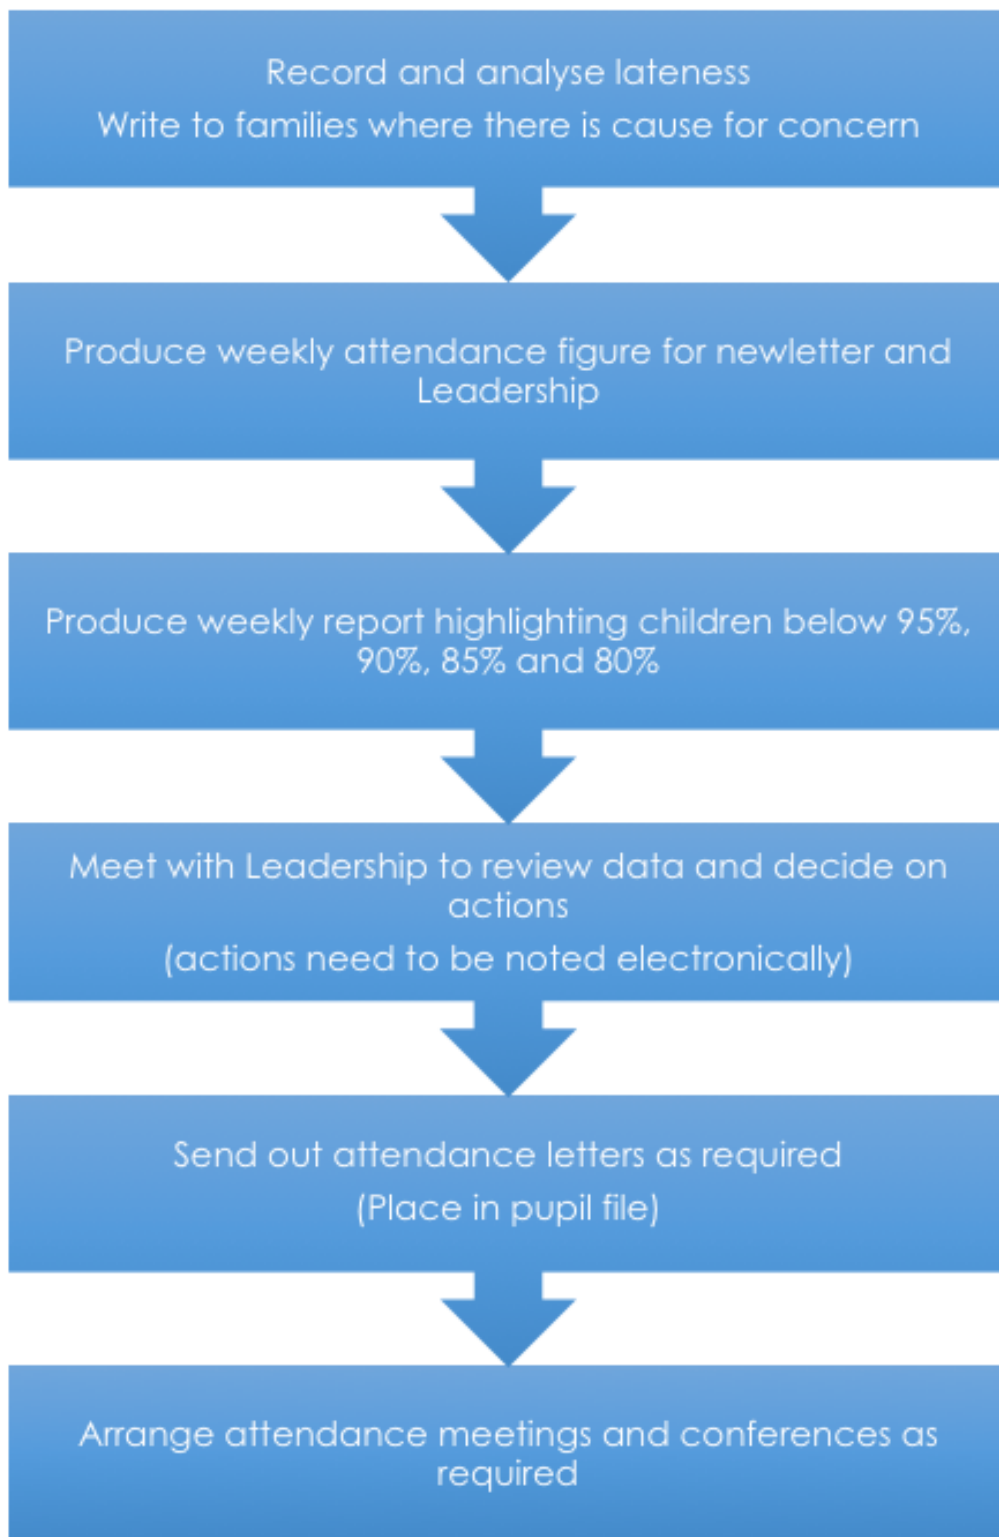 Record and analyse lateness
Write to families where there is cause for concern
Produce weekly attendance figure for newletter and
Leadership
Produce weekly report highlighting children below 95%,
90%, 85% and 80%
Meet with Leadership to review data and decide on
actions
(actions need to be noted electronically)
Send out attendance letters as required
(Place in pupil file)
Arrange attendance meetings and conferences as
required